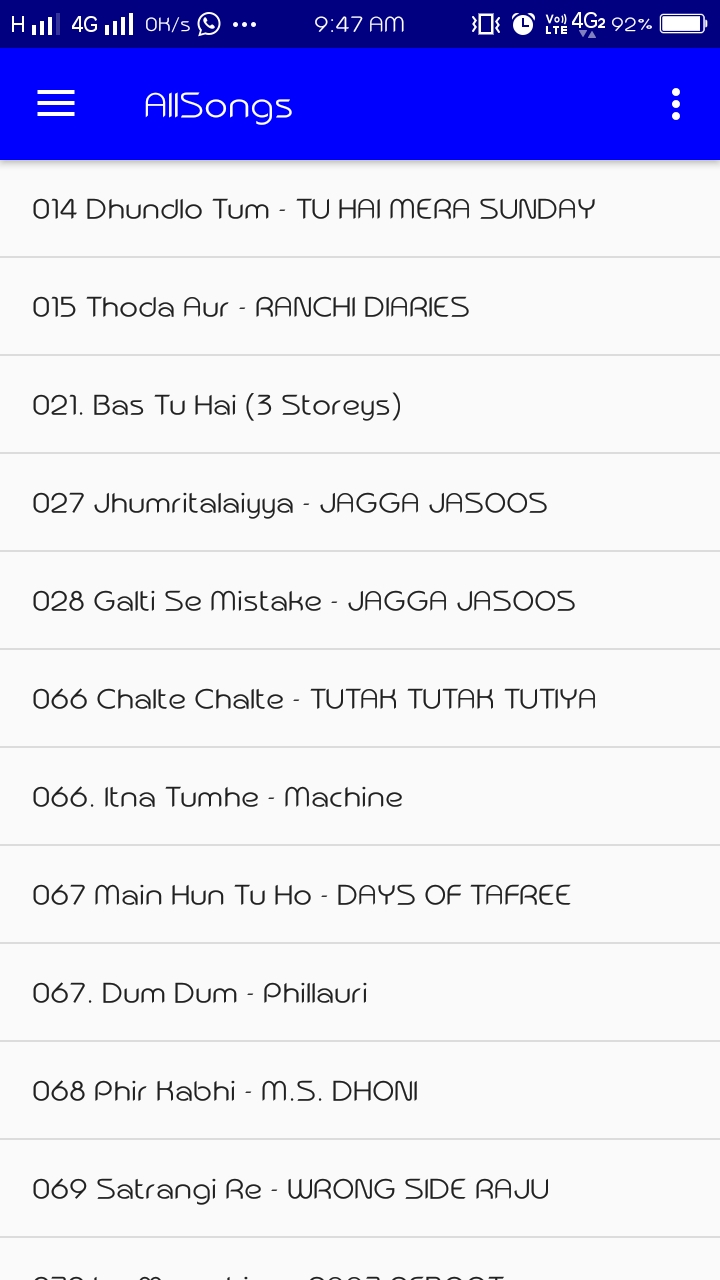 H 4G 0K/s 9:47 AM Vo)) LTE 4G2 92%
AllSongs
014 Dhundlo Tum - TU HAI MERA SUNDAY
015 Thoda Aur - RANCHI DIARIES
021. Bas Tu Hai (3 Storeys)
027 Jhumritalaiyya - JAGGA JASOOS
028 Galti Se Mistake - JAGGA JASOOS
066 Chalte Chalte - TUTAK TUTAK TUTIYA
066. Itna Tumhe - Machine
067 Main Hun Tu Ho - DAYS OF TAFREE
067. Dum Dum - Phillauri
068 Phir Kabhi - M.S. DHONI
069 Satrangi Re - WRONG SIDE RAJU